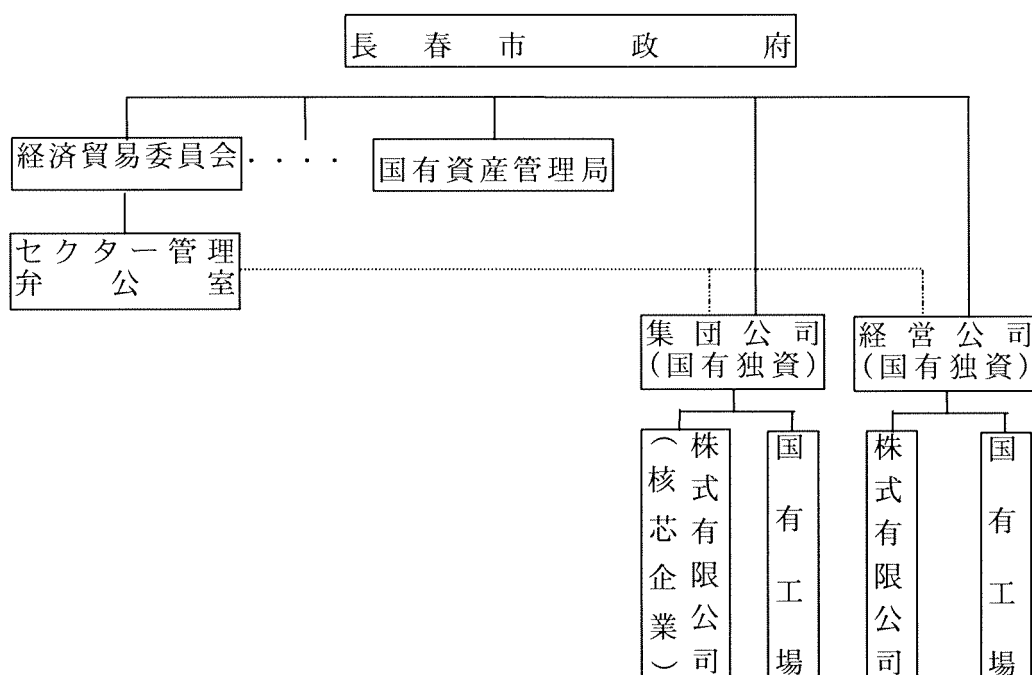 長春市政府
経済貿易委員会・・・・
国有資産管理局
セクター管理
弁公室
集団公司
(国有独資)
経営公司
(国有独資)
株式有限公司
(核芯企業)
国有工場
株式有限公司
国有工場